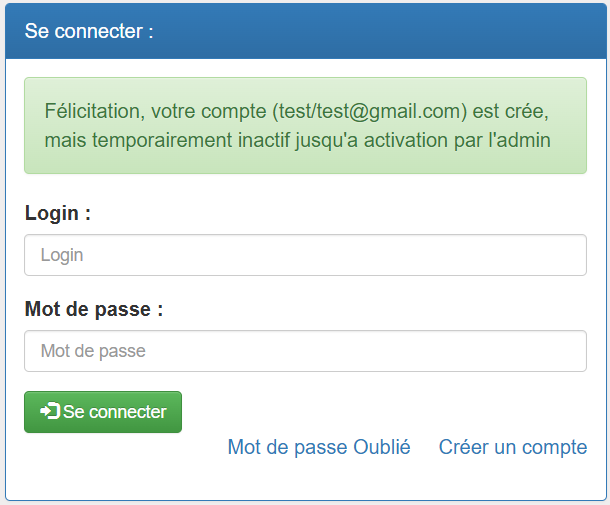 Se connecter :
Félicitation, votre compte (test/test@gmail.com) est crée,
mais temporairement inactif jusqu'a activation par l'admin
Login :
Login
Mot de passe :
Mot de passe
Se connecter
Mot de passe Oublié Créer un compte